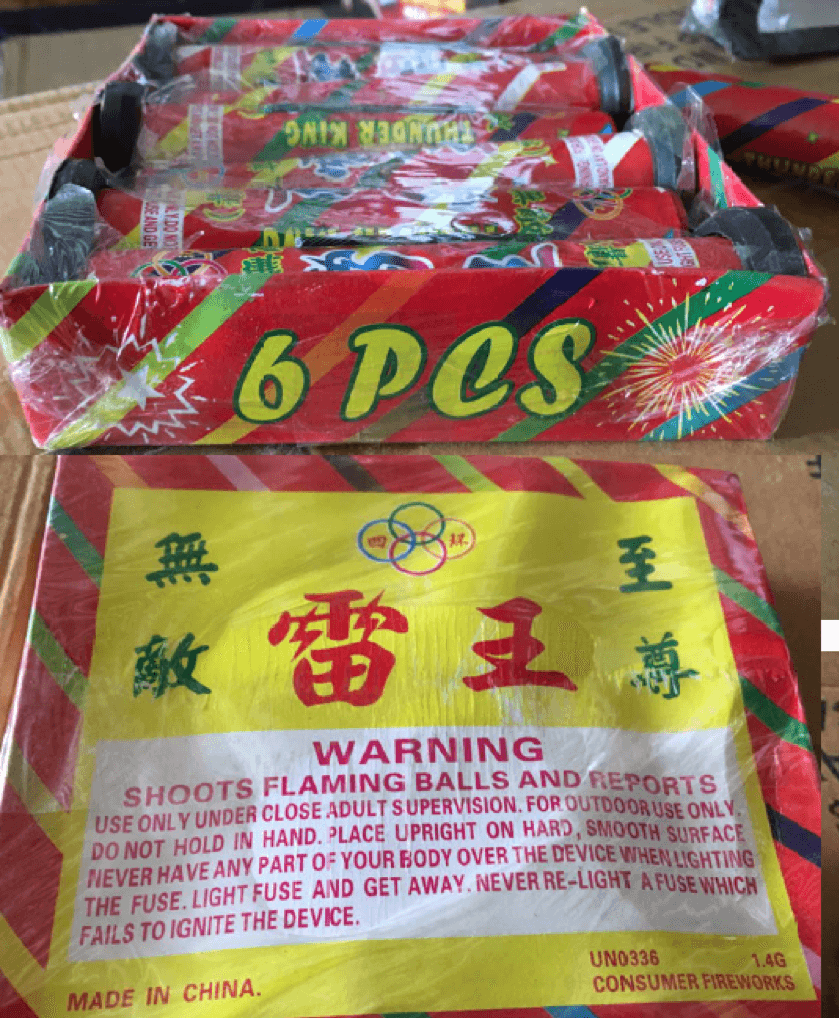 THUNDER KING
6 PCS
四 球
無 至
雷 王
敵 尊
WARNING
SHOOTS FLAMING BALLS AND REPORTS
USE ONLY UNDER CLOSE ADULT SUPERVISION. FOR OUTDOOR USE ONLY.
DO NOT HOLD IN HAND. PLACE UPRIGHT ON HARD, SMOOTH SURFACE
NEVER HAVE ANY PART OF YOUR BODY OVER THE DEVICE WHEN LIGHTING
THE FUSE. LIGHT FUSE AND GET AWAY. NEVER RE-LIGHT A FUSE WHICH
FAILS TO IGNITE THE DEVICE.
UN0336 1.4G
MADE IN CHINA. CONSUMER FIREWORKS